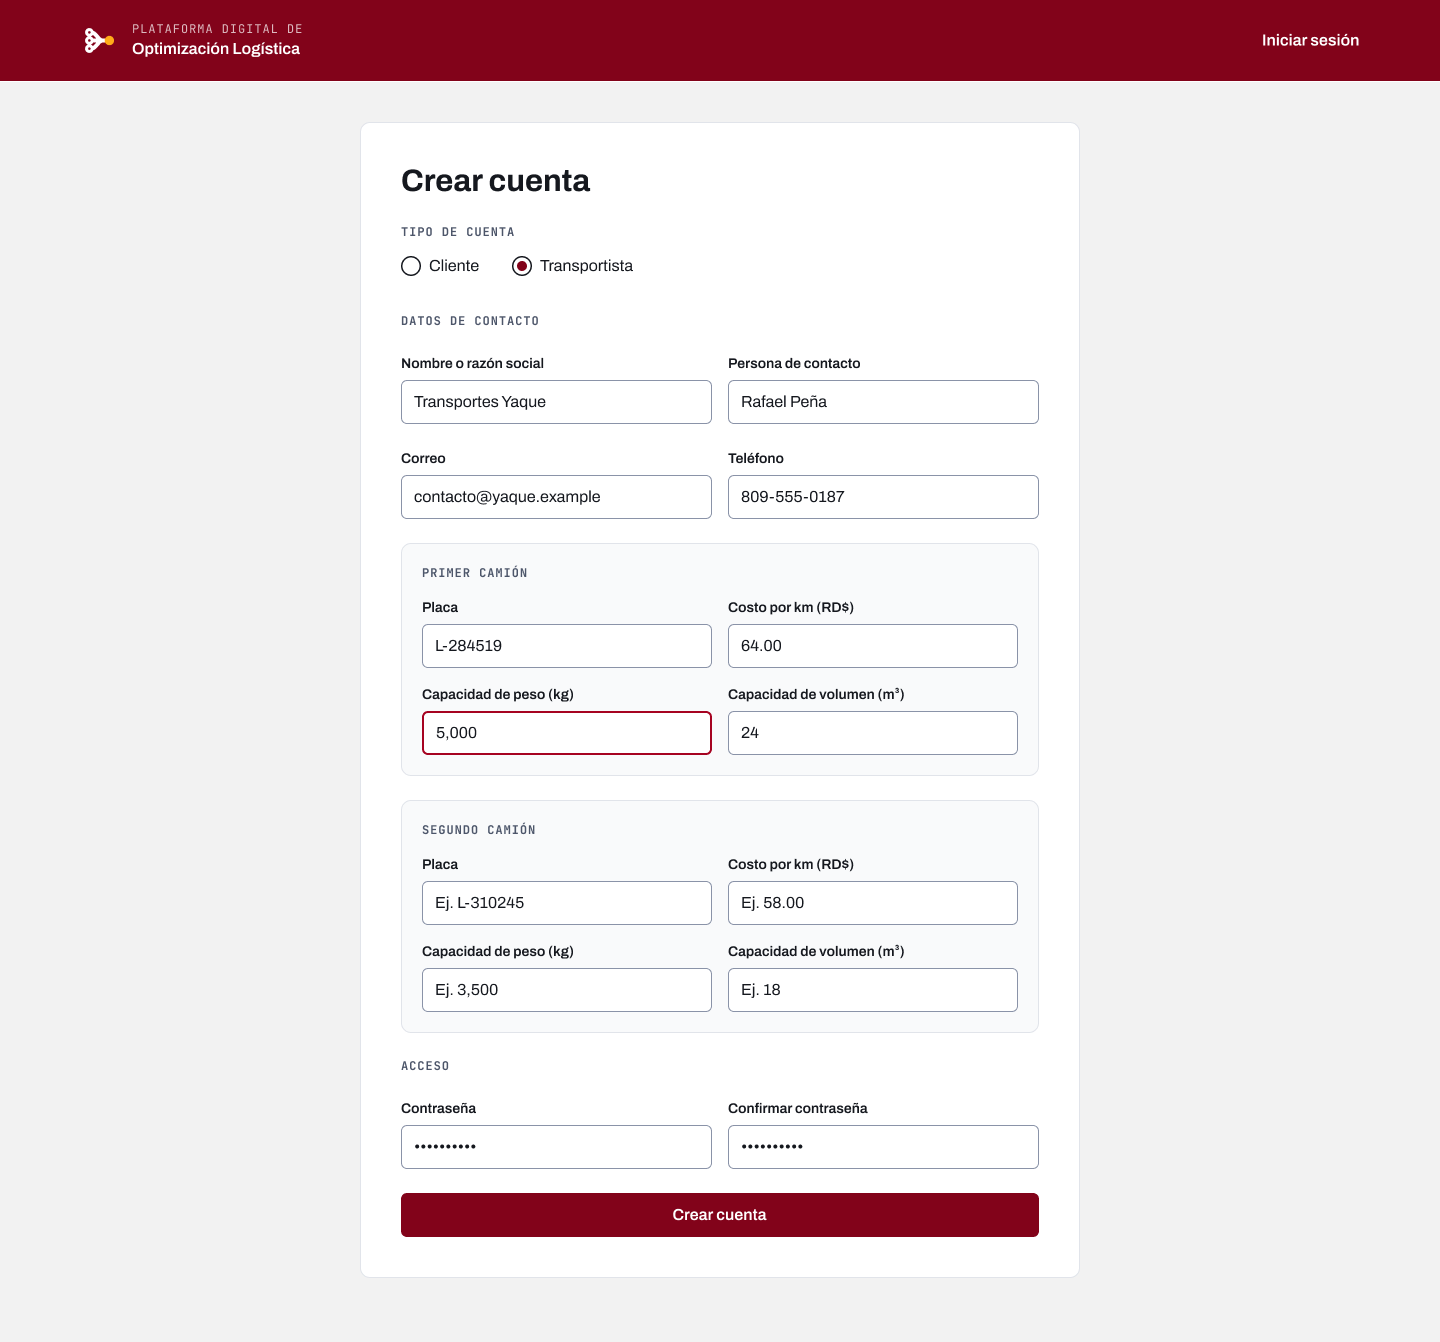 PLATAFORMA DIGITAL DE
Optimización Logística
Iniciar sesión
Crear cuenta
TIPO DE CUENTA
Cliente
Transportista
DATOS DE CONTACTO
Nombre o razón social
Persona de contacto
Transportes Yaque
Rafael Peña
Correo
Teléfono
contacto@yaque.example
809-555-0187
PRIMER CAMIÓN
Placa
Costo por km (RD$)
L-284519
64.00
Capacidad de peso (kg)
Capacidad de volumen (m³)
5,000
24
SEGUNDO CAMIÓN
Placa
Costo por km (RD$)
Ej. L-310245
Ej. 58.00
Capacidad de peso (kg)
Capacidad de volumen (m³)
Ej. 3,500
Ej. 18
ACCESO
Contraseña
Confirmar contraseña
••••••••••
••••••••••
Crear cuenta